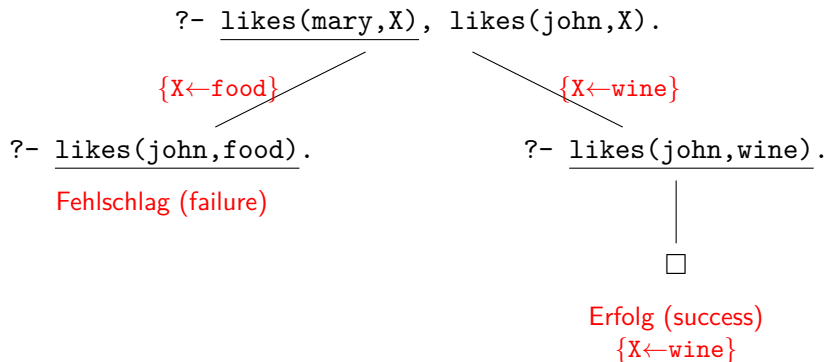 ?- likes(mary,X), likes(john,X).
{X←food} {X←wine}
?- likes(john,food). ?- likes(john,wine).
Fehlschlag (failure)
□
Erfolg (success)
{X←wine}